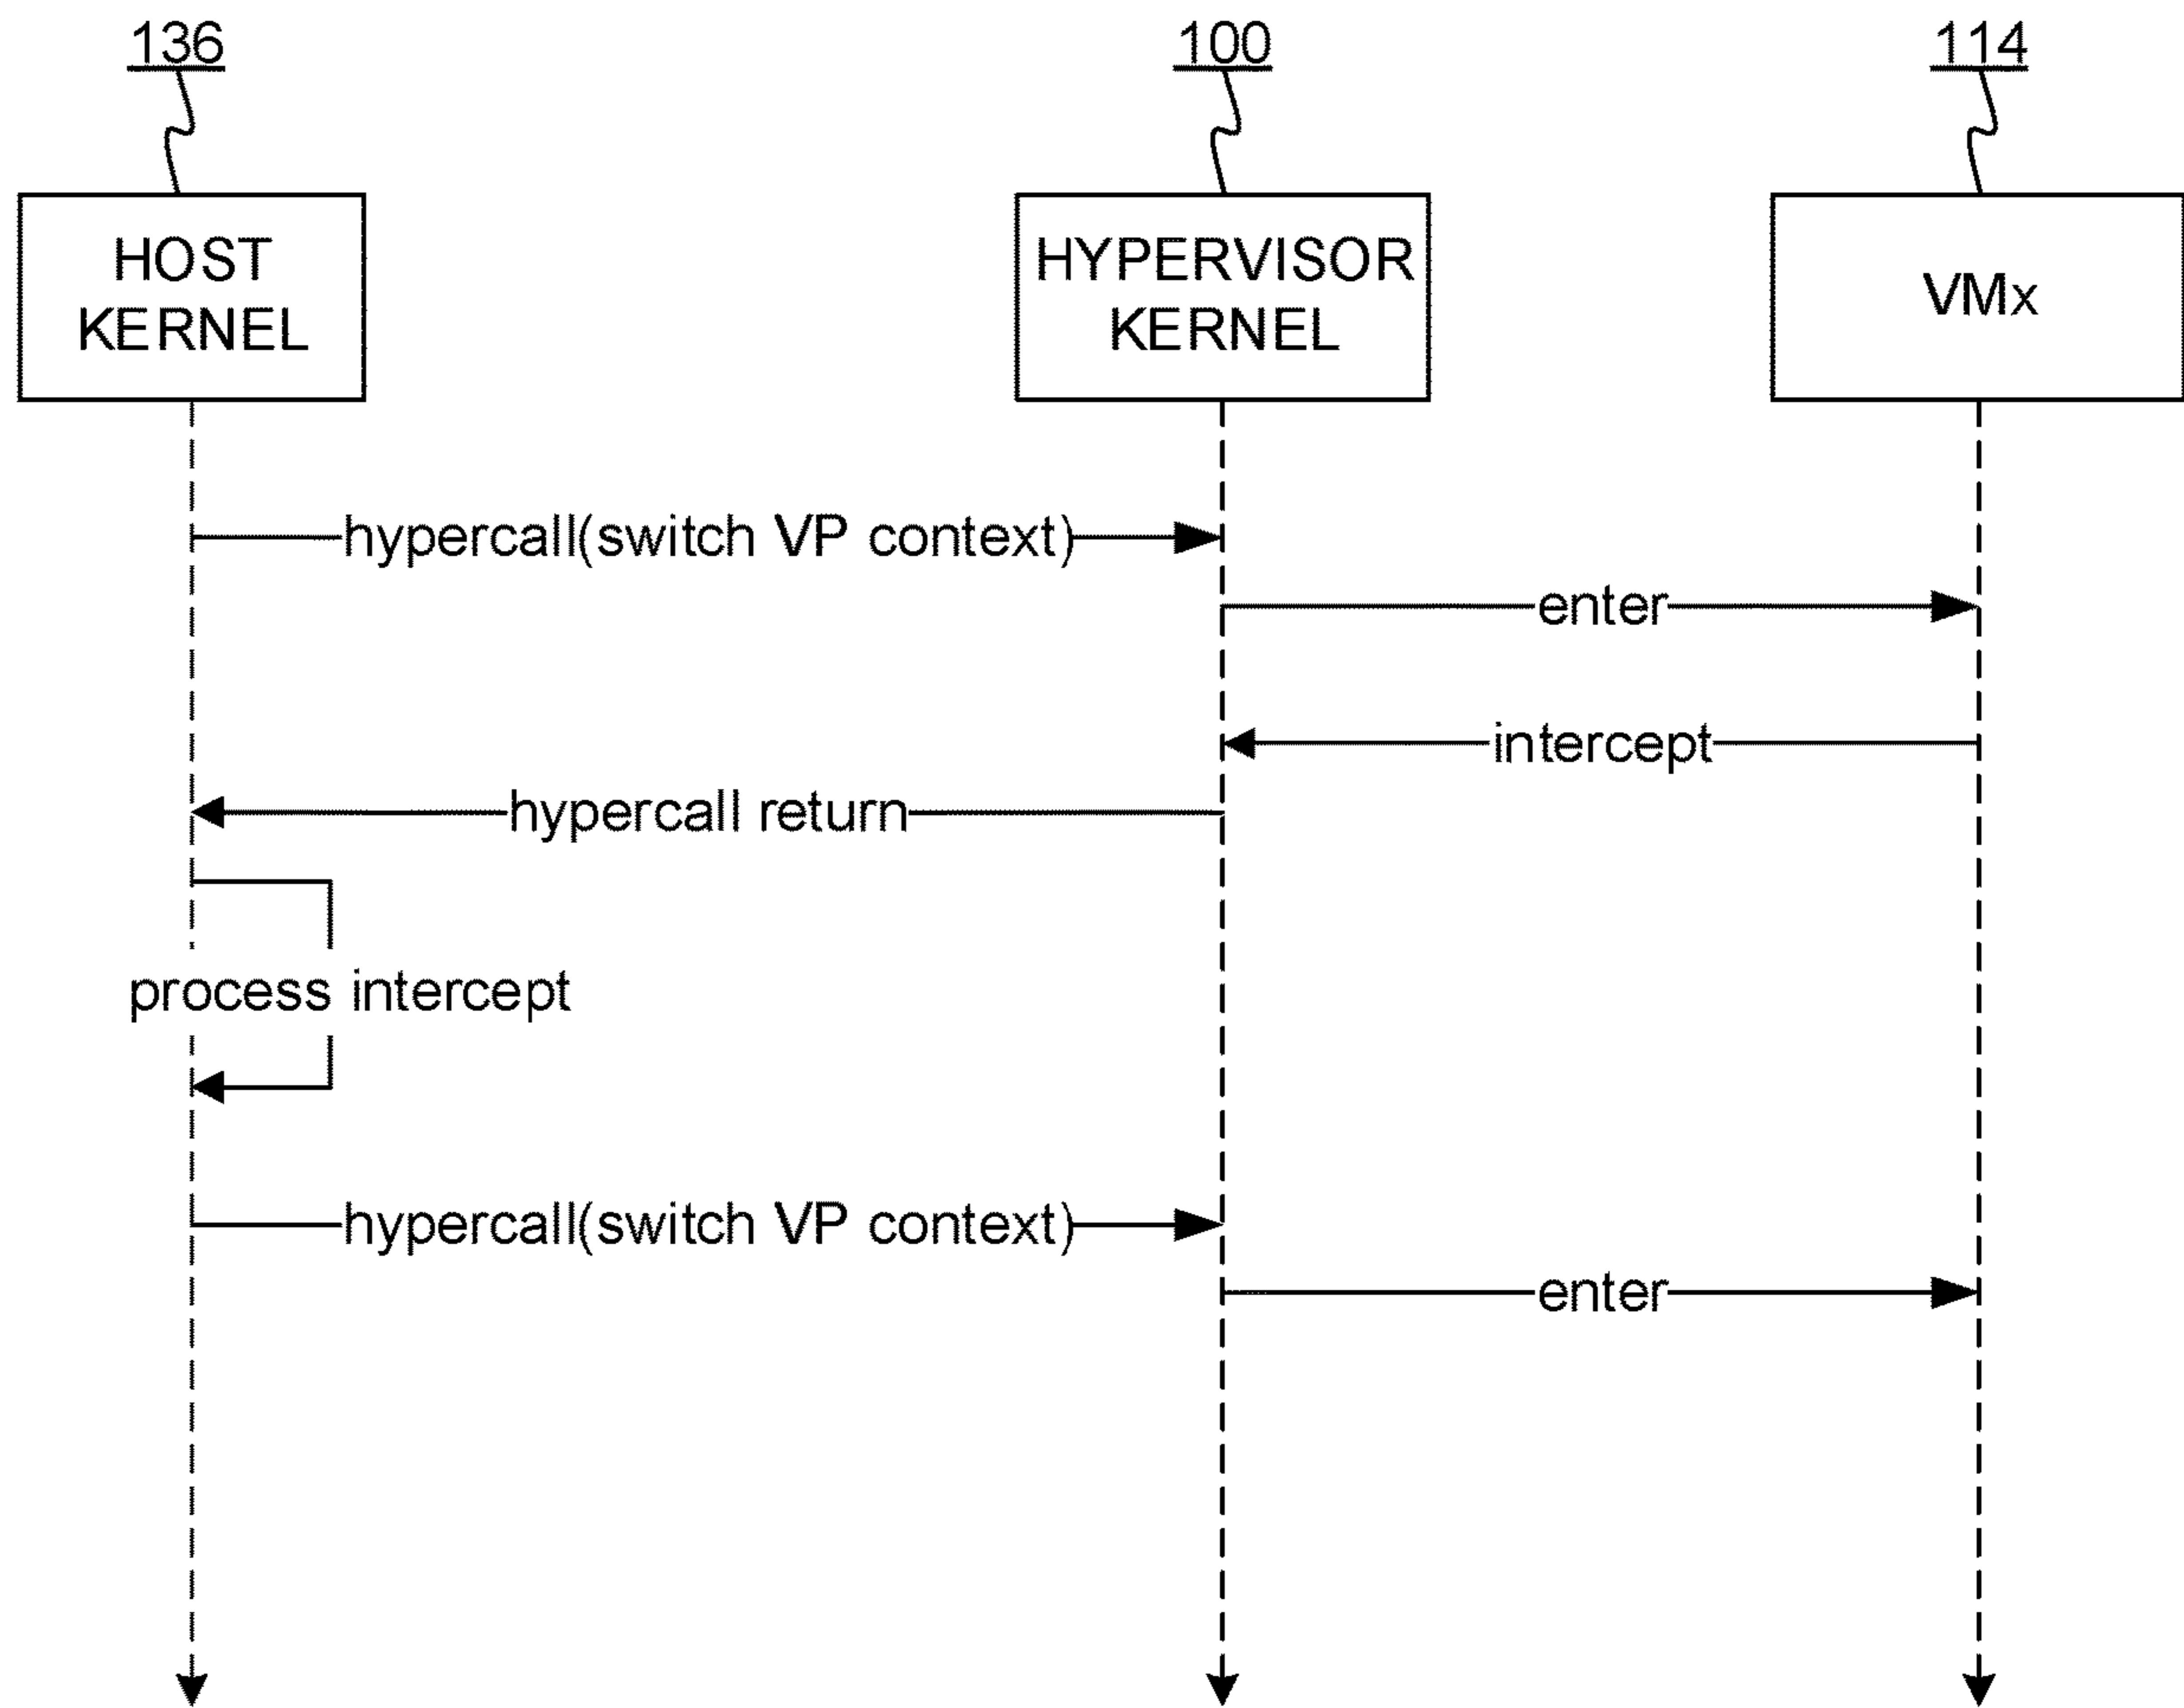 136
100
114
HOST
KERNEL
HYPERVISOR
KERNEL
VMx
hypercall(switch VP context)
enter
intercept
hypercall return
process intercept
hypercall(switch VP context)
enter